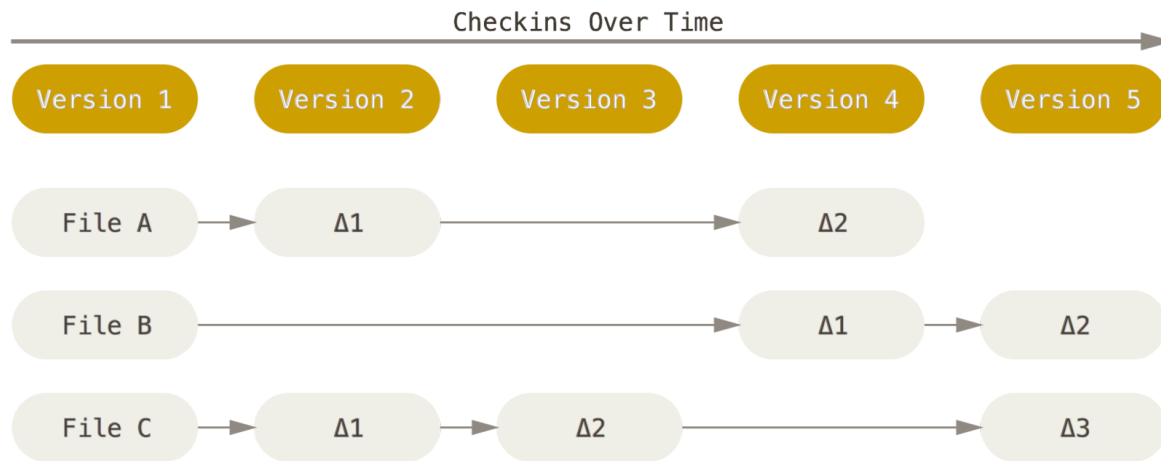 Checkins Over Time
Version 1 Version 2 Version 3 Version 4 Version 5
File A Δ1 Δ2
File B Δ1 Δ2
File C Δ1 Δ2 Δ3